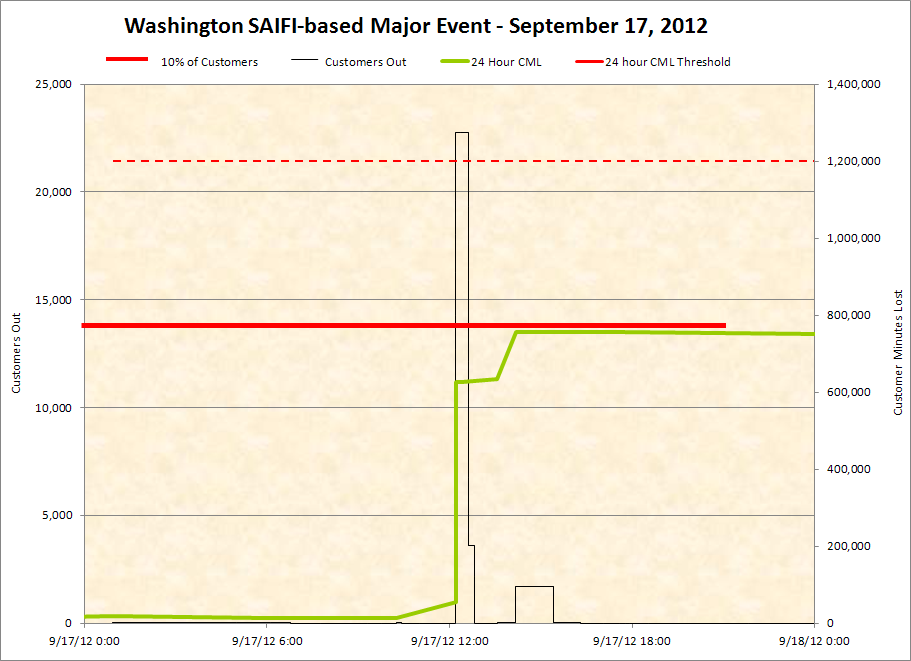 Washington SAIFI-based Major Event - September 17, 2012
10% of Customers Customers Out 24 Hour CML 24 hour CML Threshold
25,000
20,000
15,000
10,000
5,000
0
Customers Out
1,400,000
1,200,000
1,000,000
800,000
600,000
400,000
200,000
0
Customer Minutes Lost
9/17/12 0:00 9/17/12 6:00 9/17/12 12:00 9/17/12 18:00 9/18/12 0:00